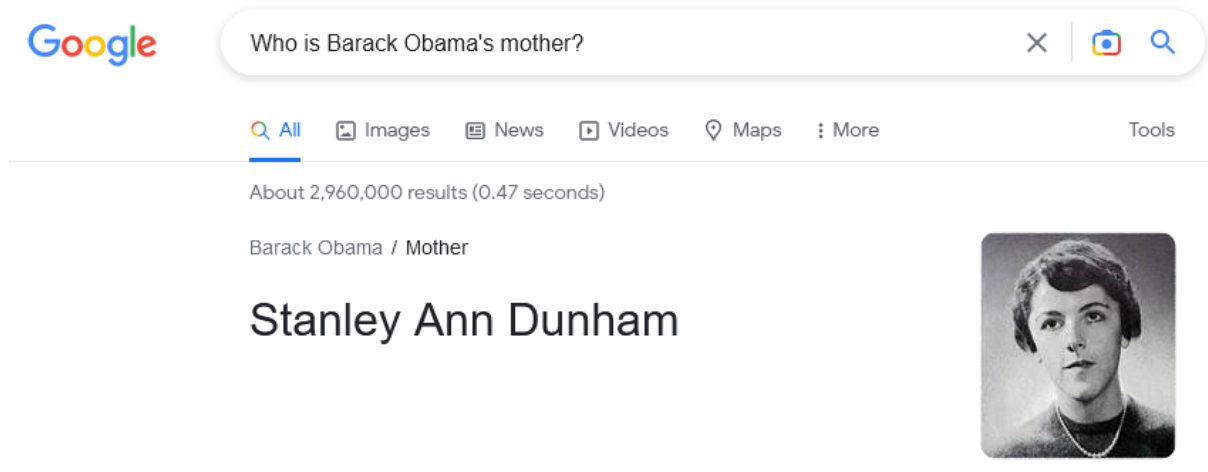 Google Who is Barack Obama's mother?
All Images News Videos Maps More Tools
About 2,960,000 results (0.47 seconds)
Barack Obama / Mother
Stanley Ann Dunham